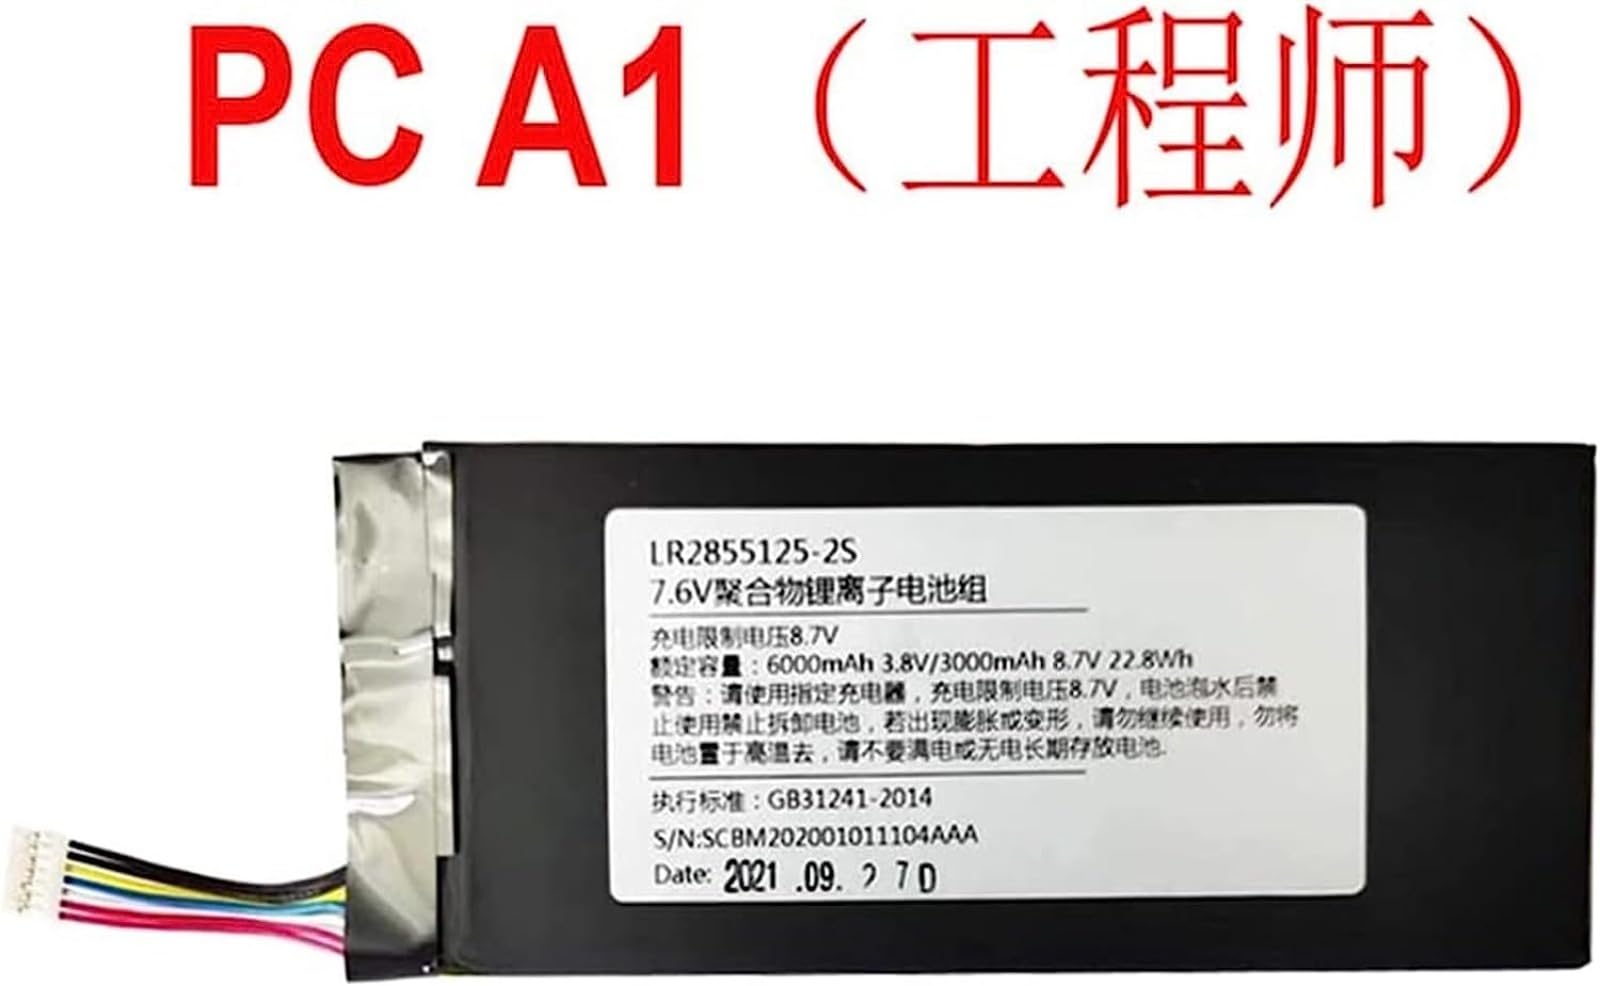 PC A1（工程师）
LR2855125-2S
7.6V聚合物锂离子电池组
充电限制电压8.7V
额定容量：6000mAh 3.8V/3000mAh 8.7V 22.8Wh
警告：请使用指定充电器，充电限制电压8.7V，电池泡水后禁
止使用禁止拆卸电池，若出现膨胀或变形，请勿继续使用，勿将
电池置于高温去，请不要满电或无电长期存放电池.
执行标准：GB31241-2014
S/N:SCBM202001011104AAA
Date: 2021 .09. 27D